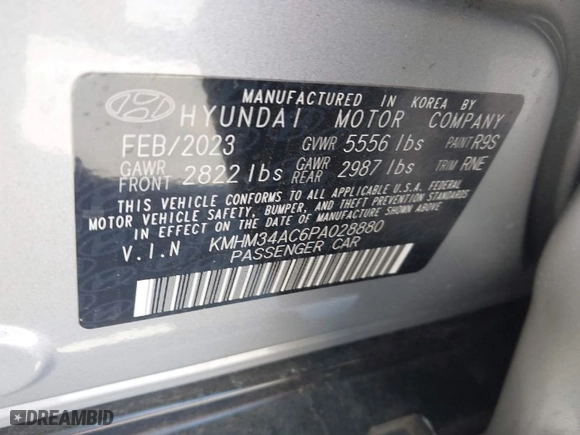 MANUFACTURED IN KOREA BY
HYUNDAI MOTOR COMPANY
FEB/2023 GVWR 5556 lbs PAINT R9S
GAWR FRONT 2822 lbs GAWR REAR 2987 lbs TRIM RNE
THIS VEHICLE CONFORMS TO ALL APPLICABLE U.S.A. FEDERAL
MOTOR VEHICLE SAFETY, BUMPER, AND THEFT PREVENTION STANDARDS
IN EFFECT ON THE DATE OF MANUFACTURE SHOWN ABOVE.
V.I.N KMHM34AC6PA028880
PASSENGER CAR
DREAMBID